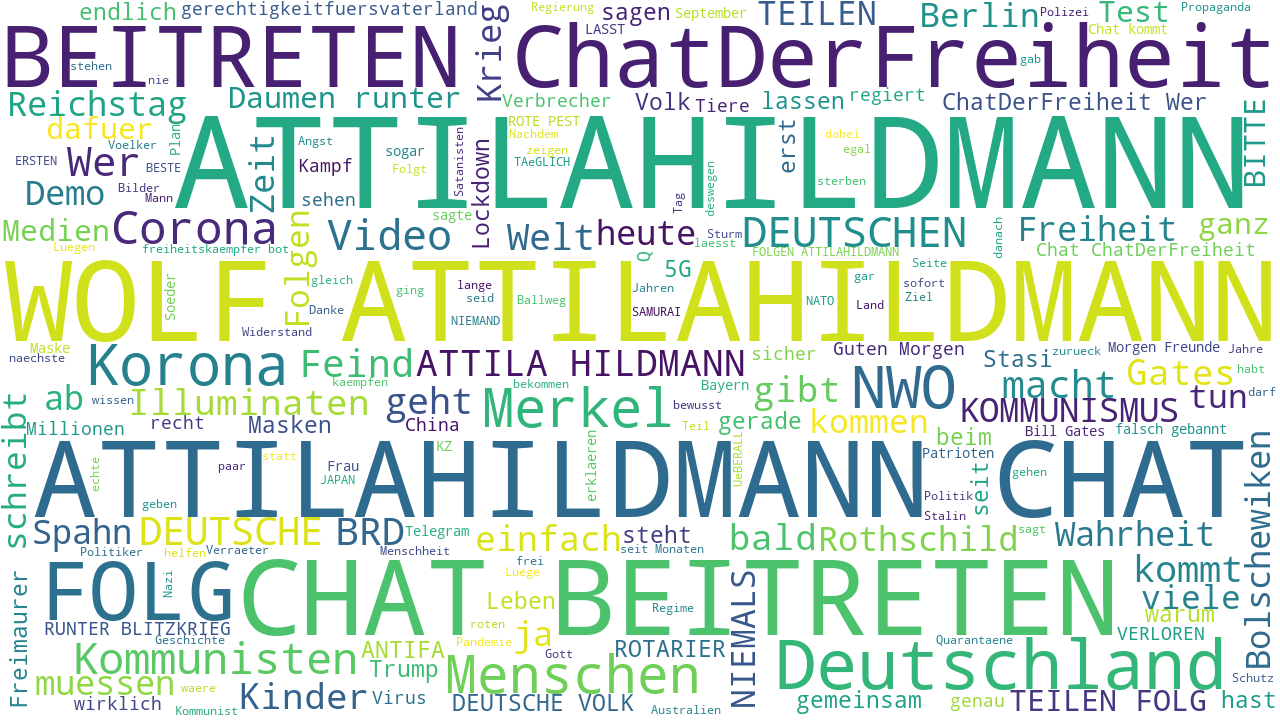 endlich
gerechtigkeitfuersvaterland
Krieg
Regierung
sagen
September
TEILEN
Berlin
Polizei
Test
Propaganda
LASST
Chat kommt
BEITRETEN ChatDerFreiheit
stehen
nie
gab
Reichstag
Daumen runter
Verbrecher
Volk
Tiere
lassen
regiert
ChatDerFreiheit Wer
BITTE
dafuer
Voelker
Plan
ROTE PEST
Nachdem
ATTILAHILDMANN
Angst
Satanisten
erst
dabei
egal
ERSTEN
Wer
BESTE
Zeit
Kampf
sogar
zeigen
Folgt
TAeGLICH
Lockdown
Demo
Bilder
Mann
sehen
sterben
Tag
deswegen
Medien
Corona
sagte
Video
Welt
heute
Sturm
DEUTSCHEN
danach
Freiheit
ganz
Luegen
freiheitskaempfer bot
Folgen
Q
laesst
FOLGEN ATTILAHILDMANN
Chat ChatDerFreiheit
WOLF ATTILAHILDMANN
Soeder
gleich
ging
lange
seid
5G
Jahren
gar
Seite
sofort
Ziel
Danke
Ballweg
SAMURAI
NATO
Land
Widerstand
NIEMAND
Maske
naechste
Korona
Feind
ATTILA HILDMANN
sicher
Guten Morgen
Stasi
zurueck
Morgen Freunde
Jahre
habt
kaempfen
bekommen
Bayern
gibt
NWO
macht
Gates
tun
darf
schreibt
ab
wissen
Illuminaten
geht
Merkel
bewusst
KOMMUNISMUS
Millionen
recht
Masken
China
Teil
gerade
kommen
beim
Bill Gates
falsch gebannt
ATTILAHILDMANN CHAT
echte
paar
statt
Frau
KZ
erklaeren
UeBERALL
Patrioten
seit
gehen
Bolschewiken
geben
JAPAN
Politik
Stalin
Spahn
DEUTSCHE
BRD
Telegram
einfach
steht
bald
Rothschild
sagt
Wahrheit
Politiker
helfen
Verraeter
Menschheit
frei
seit Monaten
FOLG
CHAT BEITRETEN
kommt
Freimaurer
Nazi
Luege
Leben
Regime
NIEMALS
viele
warum
RUNTER BLITZKRIEG
Geschichte
roten
ja
Pandemie
ROTARIER
Quarantaene
VERLOREN
Kommunisten
ANTIFA
Gott
Menschen
Deutschland
Schutz
muessen
waere
Trump
wirklich
Kommunist
Kinder
Virus
DEUTSCHE VOLK
Australien
gemeinsam
genau
TEILEN FOLG
hast